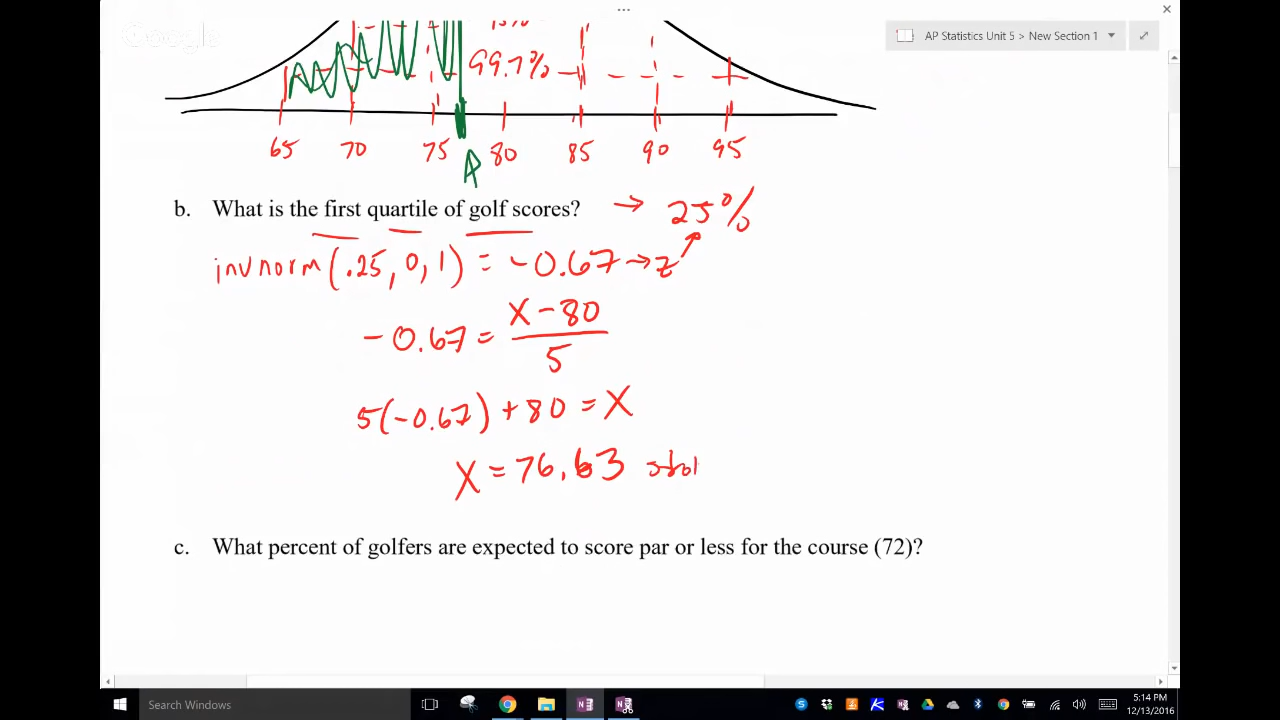 Google
AP Statistics Unit 5 > New Section 1
99.7%
65 70 75 80 85 90 95
A
b. What is the first quartile of golf scores? → 25%
invnorm(.25, 0, 1) = -0.67 → z
-0.67 = X - 80
5
5(-0.67) + 80 = X
X = 76.63
c. What percent of golfers are expected to score par or less for the course (72)?
Search Windows
5:14 PM
12/13/2016